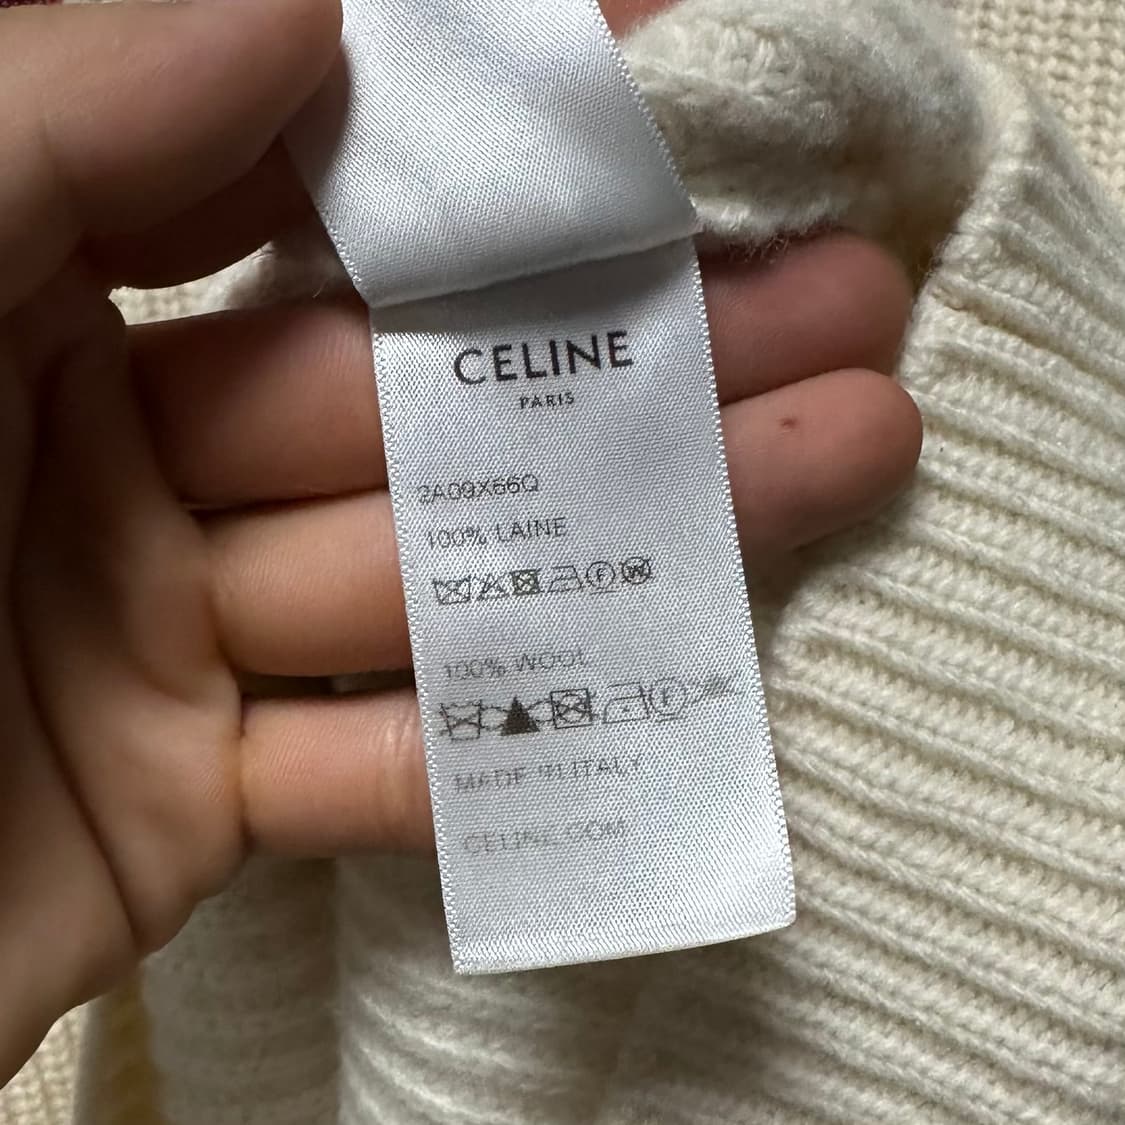 CELINE
PARIS
2A09X66Q
100% LAINE
100% WOOL
MADE IN ITALY
CELINE.COM